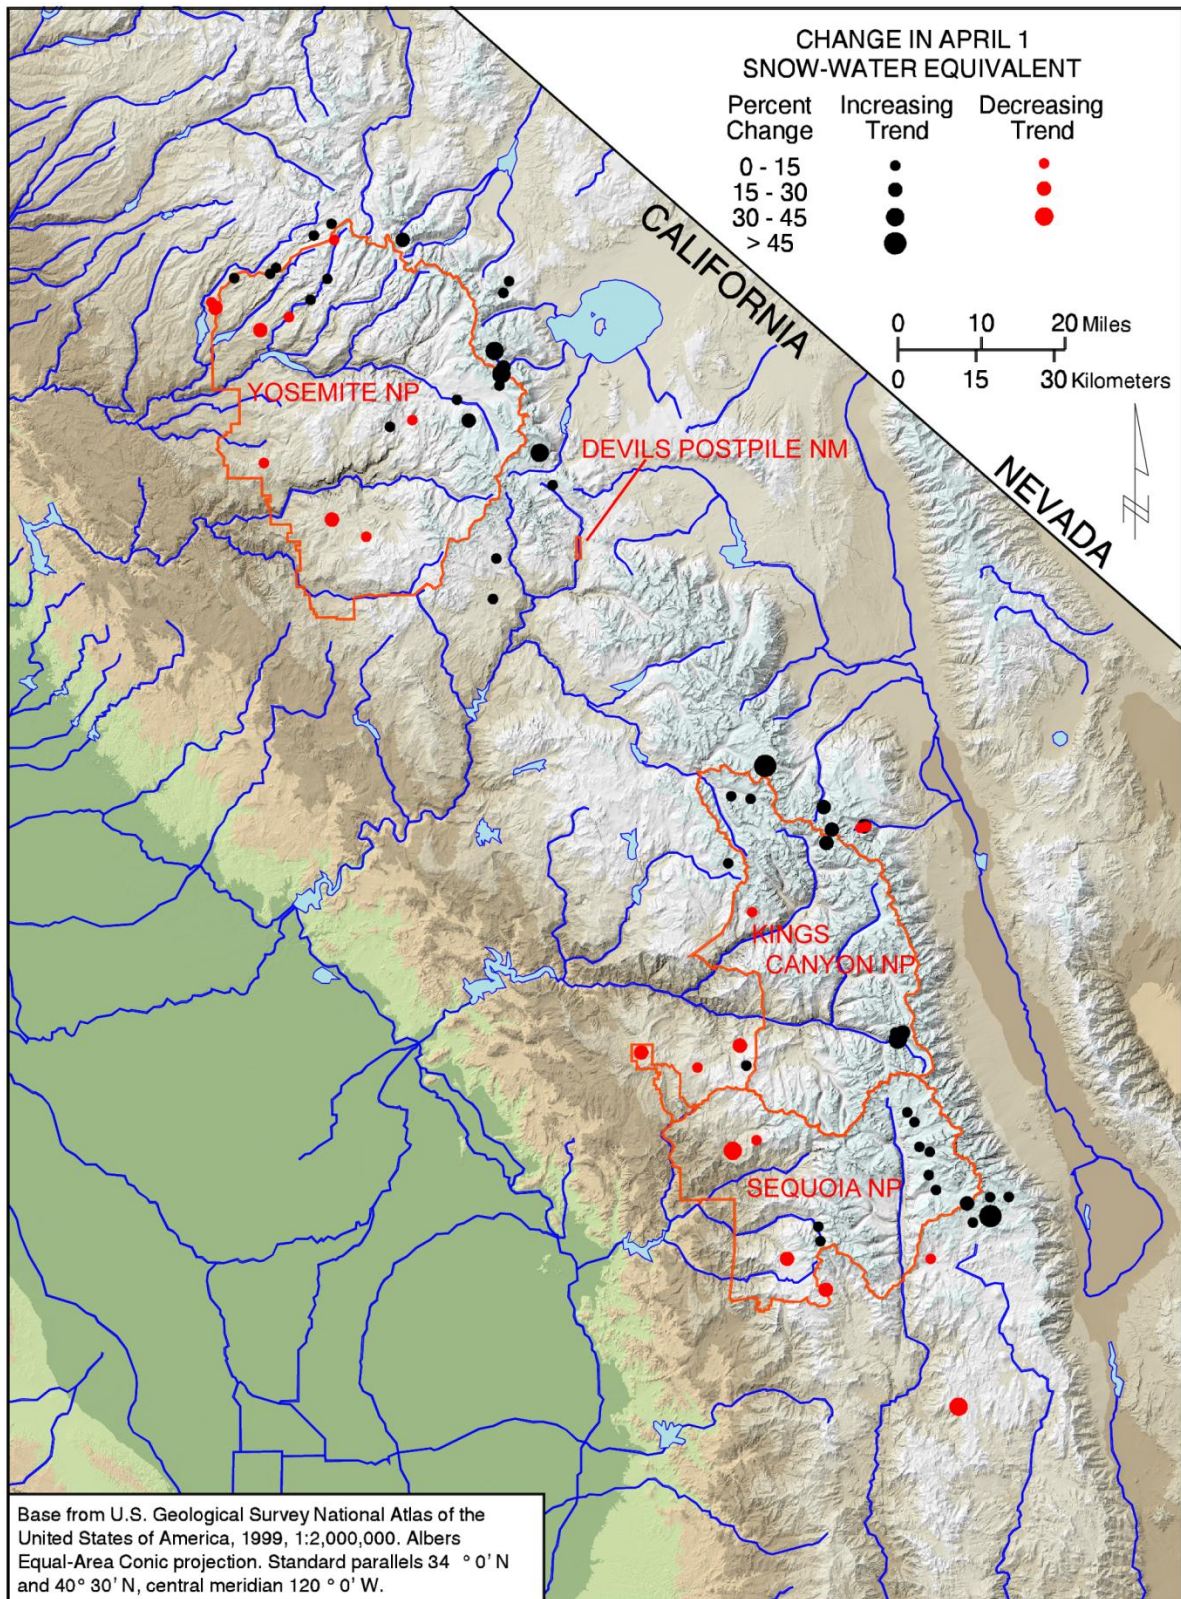 CHANGE IN APRIL 1
SNOW-WATER EQUIVALENT
Percent Increasing Decreasing
Change Trend Trend
0 - 15
15 - 30
30 - 45
> 45
CALIFORNIA
NEVADA
0 10 20 Miles
0 15 30 Kilometers
YOSEMITE NP
DEVILS POSTPILE NM
KINGS
CANYON NP
SEQUOIA NP
Base from U.S. Geological Survey National Atlas of the
United States of America, 1999, 1:2,000,000. Albers
Equal-Area Conic projection. Standard parallels 34 ° 0' N
and 40° 30' N, central meridian 120 ° 0' W.